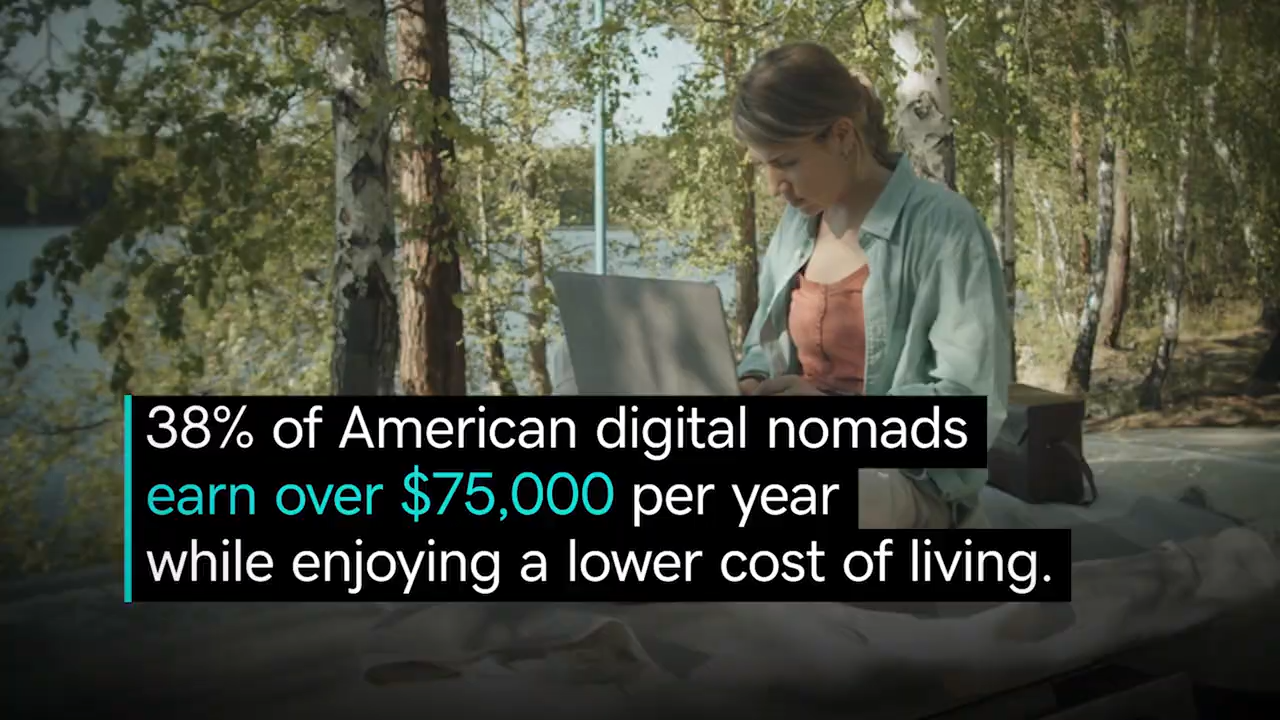 38% of American digital nomads
earn over $75,000 per year
while enjoying a lower cost of living.